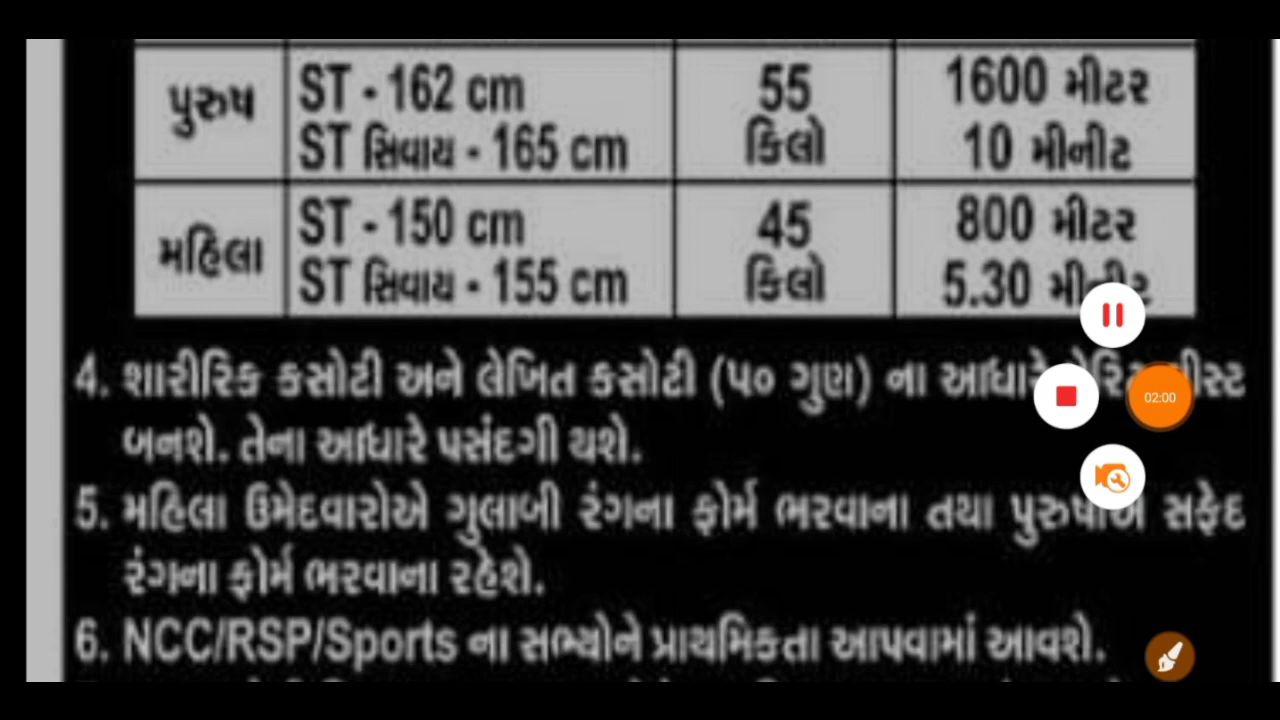 પુરુષ
ST - 162 cm
ST સિવાય - 165 cm
55
કિલો
1600 મીટર
10 મીનીટ
મહિલા
ST - 150 cm
ST સિવાય - 155 cm
45
કિલો
800 મીટર
5.30 મીનીટ
4. શારીરિક કસોટી અને લેખિત કસોટી (૫૦ ગુણ) ના આધારે
બનશે. તેના આધારે પસંદગી થશે.
5. મહિલા ઉમેદવારોએ ગુલાબી રંગના ફોર્મ ભરવાના તથા પુરુષોએ સફેદ
રંગના ફોર્મ ભરવાના રહેશે.
6. NCC/RSP/Sports ના સભ્યોને પ્રાથમિકતા આપવામાં આવશે.
02:00